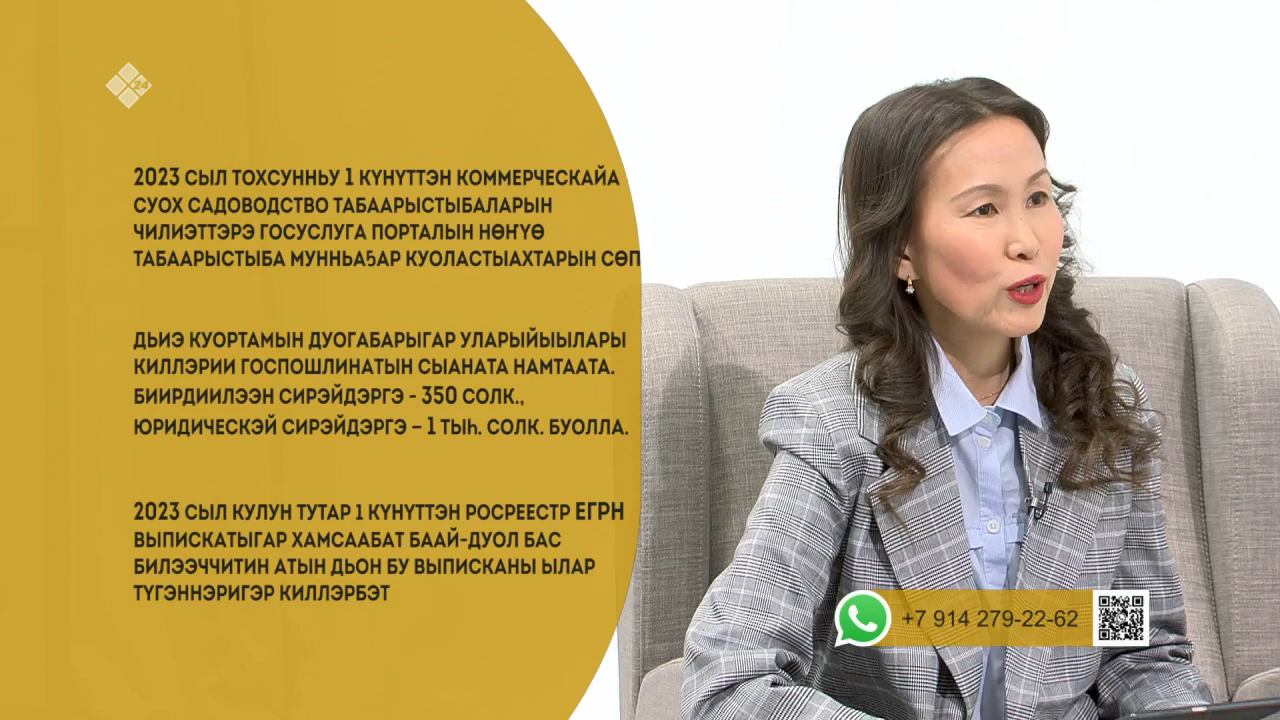 24
2023 СЫЛ ТОХСУННЬУ 1 КҮНҮТТЭН КОММЕРЧЕСКАЙА
СУОХ САДОВОДСТВО ТАБААРЫСТЫБАЛАРЫН
ЧИЛИЭТТЭРЭ ГОСУСЛУГА ПОРТАЛЫН НӨҤҮӨ
ТАБААРЫСТЫБА МУННЬАҔАР КУОЛАСТЫАХТАРЫН СӨП
ДЬИЭ КУОРТАМЫН ДУОГАБАРЫГАР УЛАРЫЙЫЫЛАРЫ
КИЛЛЭРИИ ГОСПОШЛИНАТЫН СЫАНАТА НАМТААТА.
БИИРДИИЛЭЭН СИРЭЙДЭРГЭ - 350 СОЛК.,
ЮРИДИЧЕСКЭЙ СИРЭЙДЭРГЭ – 1 ТЫҺ. СОЛК. БУОЛЛА.
2023 СЫЛ КУЛУН ТУТАР 1 КҮНҮТТЭН РОСРЕЕСТР ЕГРН
ВЫПИСКАТЫГАР ХАМСААБАТ БААЙ-ДУОЛ БАС
БИЛЭЭЧЧИТИН АТЫН ДЬОН БУ ВЫПИСКАНЫ ЫЛАР
ТҮГЭННЭРИГЭР КИЛЛЭРБЭТ
+7 914 279-22-62